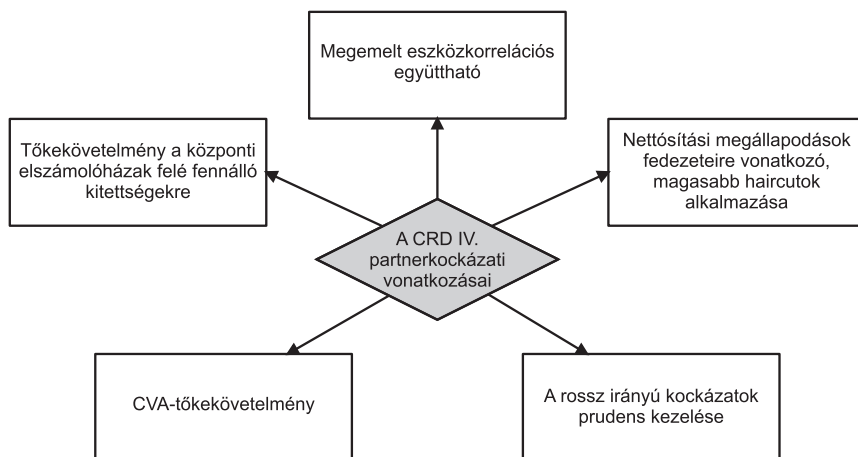 Megemelt eszközkorrelációs
együttható
Tőkekövetelmény a központi
elszámolóházak felé fennálló
kitettségekre
Nettósítási megállapodások
fedezeteire vonatkozó,
magasabb haircutok
alkalmazása
A CRD IV.
partnerkockázati
vonatkozásai
CVA-tőkekövetelmény
A rossz irányú kockázatok
prudens kezelése